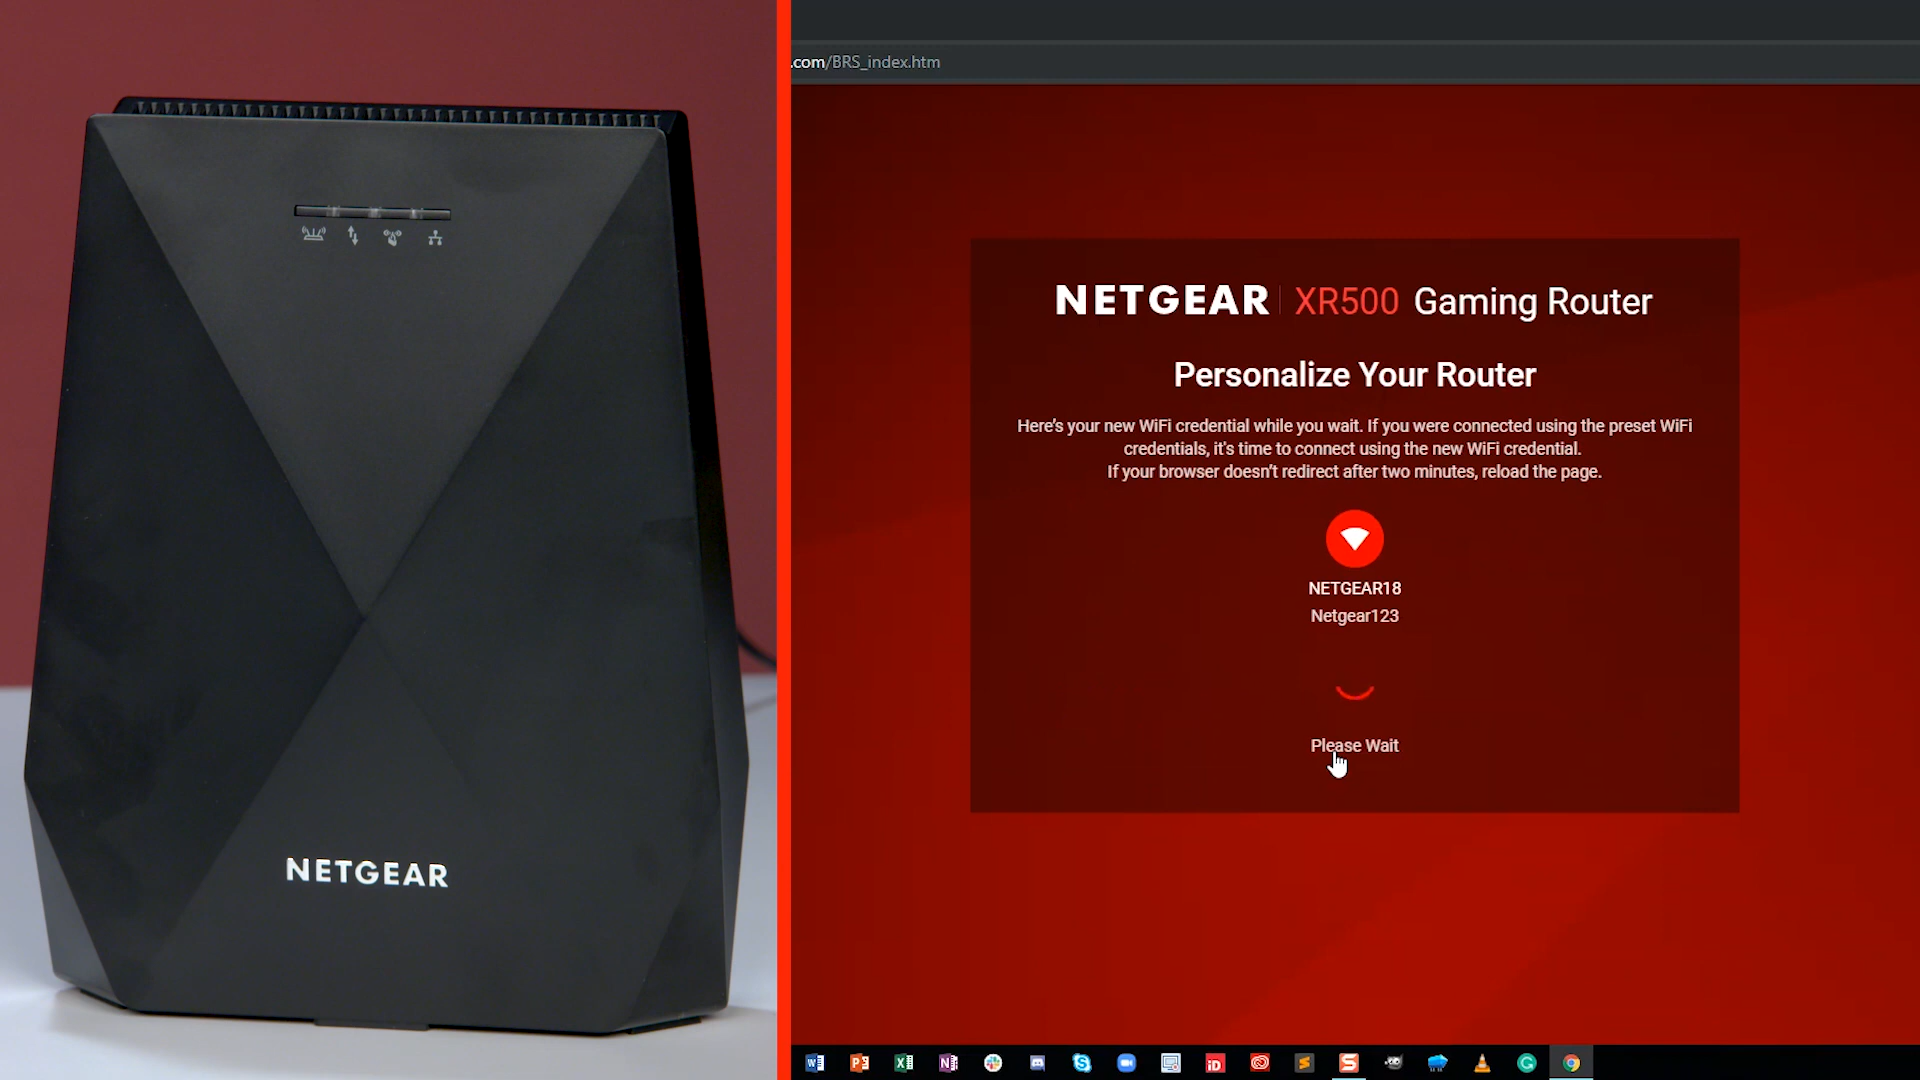 NETGEAR
.com/BRS_index.htm
NETGEAR XR500 Gaming Router
Personalize Your Router
Here's your new WiFi credential while you wait. If you were connected using the preset WiFi
credentials, it's time to connect using the new WiFi credential.
If your browser doesn't redirect after two minutes, reload the page.
NETGEAR18
Netgear123
Please Wait